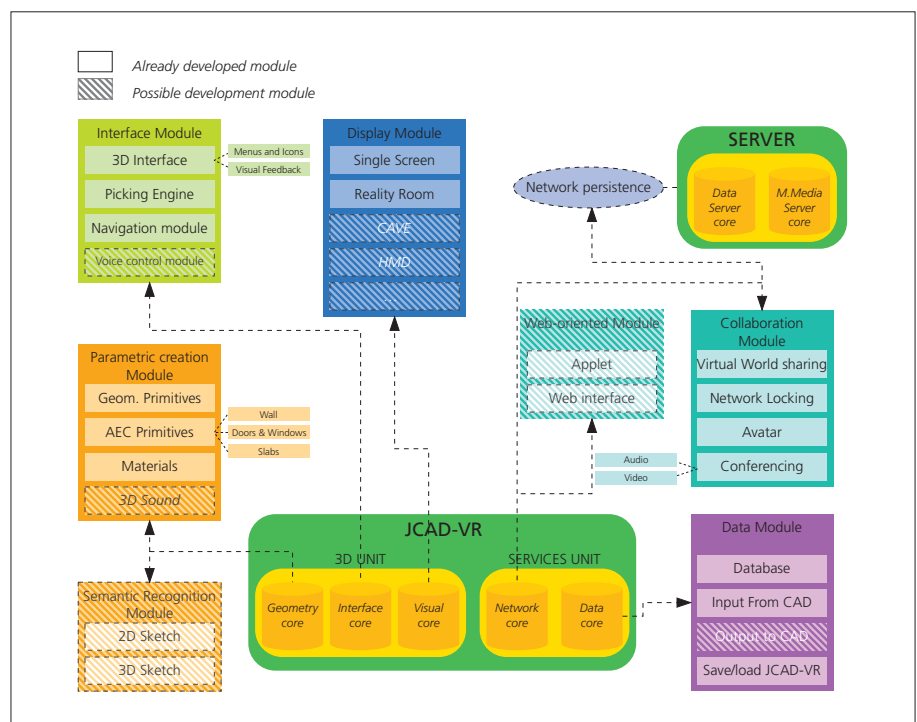 Already developed module
Possible development module
Interface Module
3D Interface
Menus and Icons
Visual Feedback
Picking Engine
Navigation module
Voice control module
Display Module
Single Screen
Reality Room
CAVE
HMD
...
Network persistence
SERVER
Data
Server
core
M.Media
Server
core
Parametric creation
Module
Geom. Primitives
AEC Primitives
Wall
Doors & Windows
Slabs
Materials
3D Sound
Web-oriented Module
Applet
Web interface
Collaboration
Module
Virtual World sharing
Network Locking
Avatar
Conferencing
Audio
Video
Semantic Recognition
Module
2D Sketch
3D Sketch
JCAD-VR
3D UNIT
Geometry
core
Interface
core
Visual
core
SERVICES UNIT
Network
core
Data
core
Data Module
Database
Input From CAD
Output to CAD
Save/load JCAD-VR